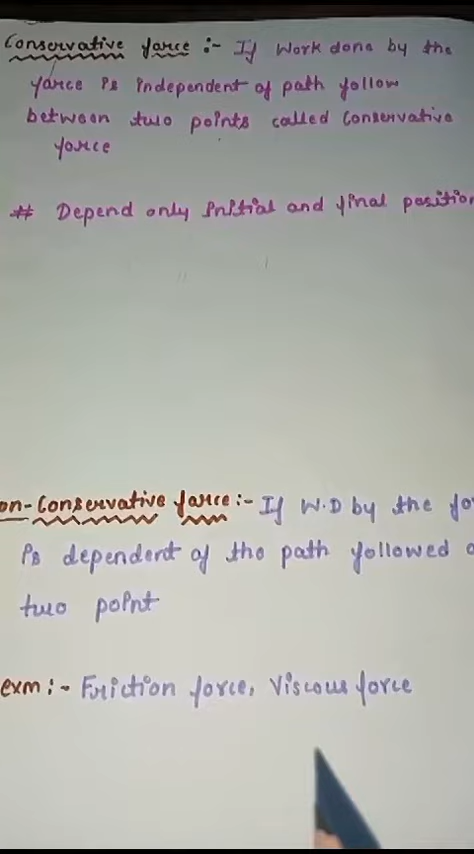 Conservative force :- If Work done by the
force is independent of path follow
between two points called Conservative
force
# Depend only initial and final position
on-Conservative force :- If W.D by the fo
is dependent of the path followed
two point
exm :- Friction force, Viscous force